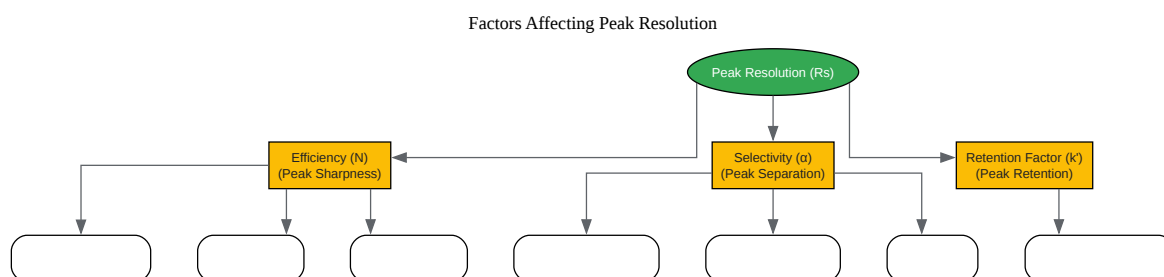 Factors Affecting Peak Resolution
Peak Resolution (Rs)
Efficiency (N)
(Peak Sharpness)
Selectivity (α)
(Peak Separation)
Retention Factor (k')
(Peak Retention)